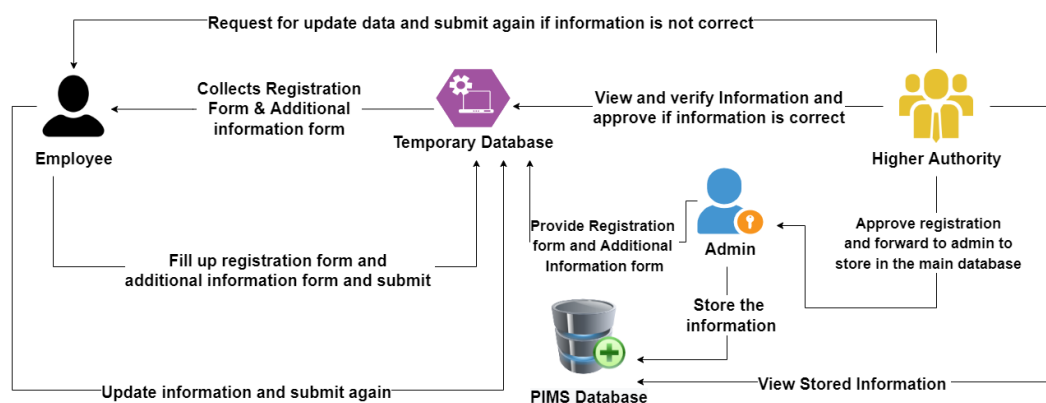 Request for update data and submit again if information is not correct
Collects Registration
Form & Additional
information form
View and verify Information and
approve if information is correct
Employee
Temporary Database
Higher Authority
Provide Registration
form and Additional
Information form
Admin
Approve registration
and forward to admin to
store in the main database
Fill up registration form and
additional information form and submit
Store the
information
Update information and submit again
PIMS Database
View Stored Information